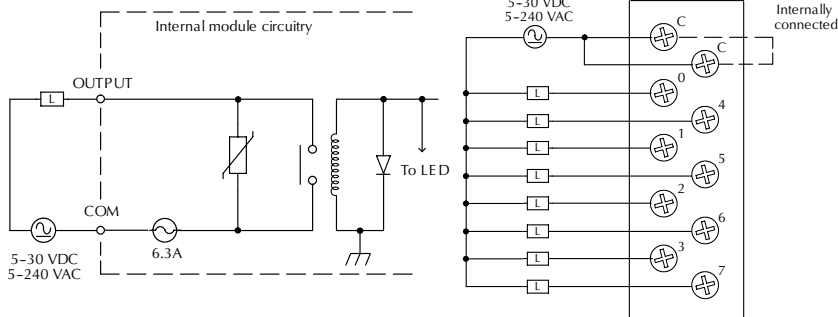 Internal module circuitry
OUTPUT
L
To LED
COM
6.3A
5-30 VDC
5-240 VAC
5-30 VDC
5-240 VAC
Internally
connected
C
C
L
0
L
4
L
1
L
5
L
2
L
6
L
3
L
7